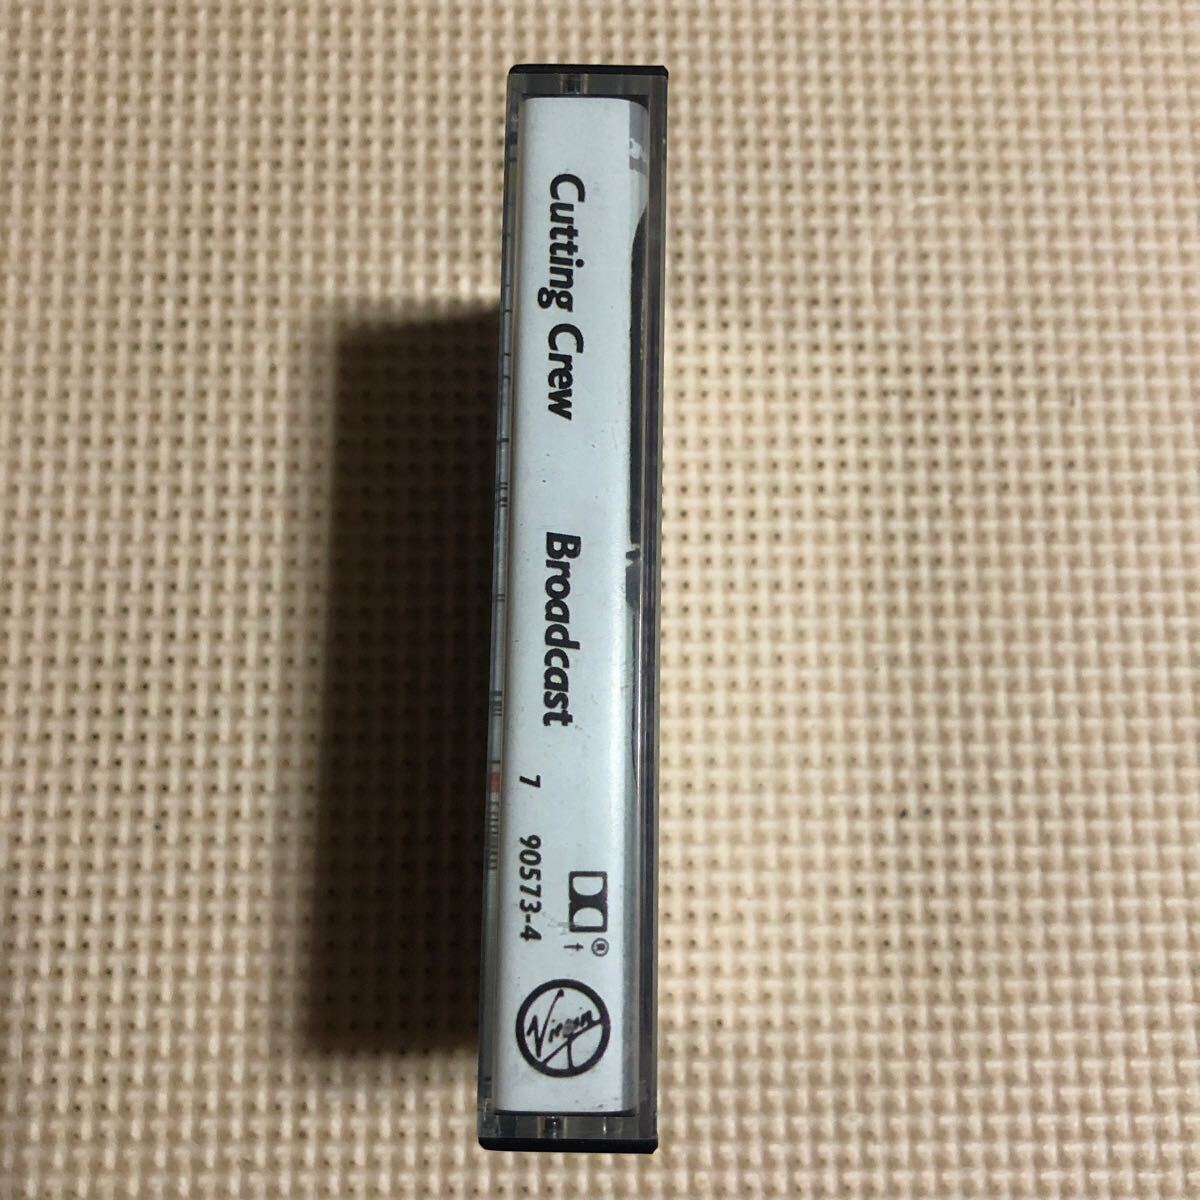 Cutting Crew Broadcast
7 90573-4
®
†
Virgin